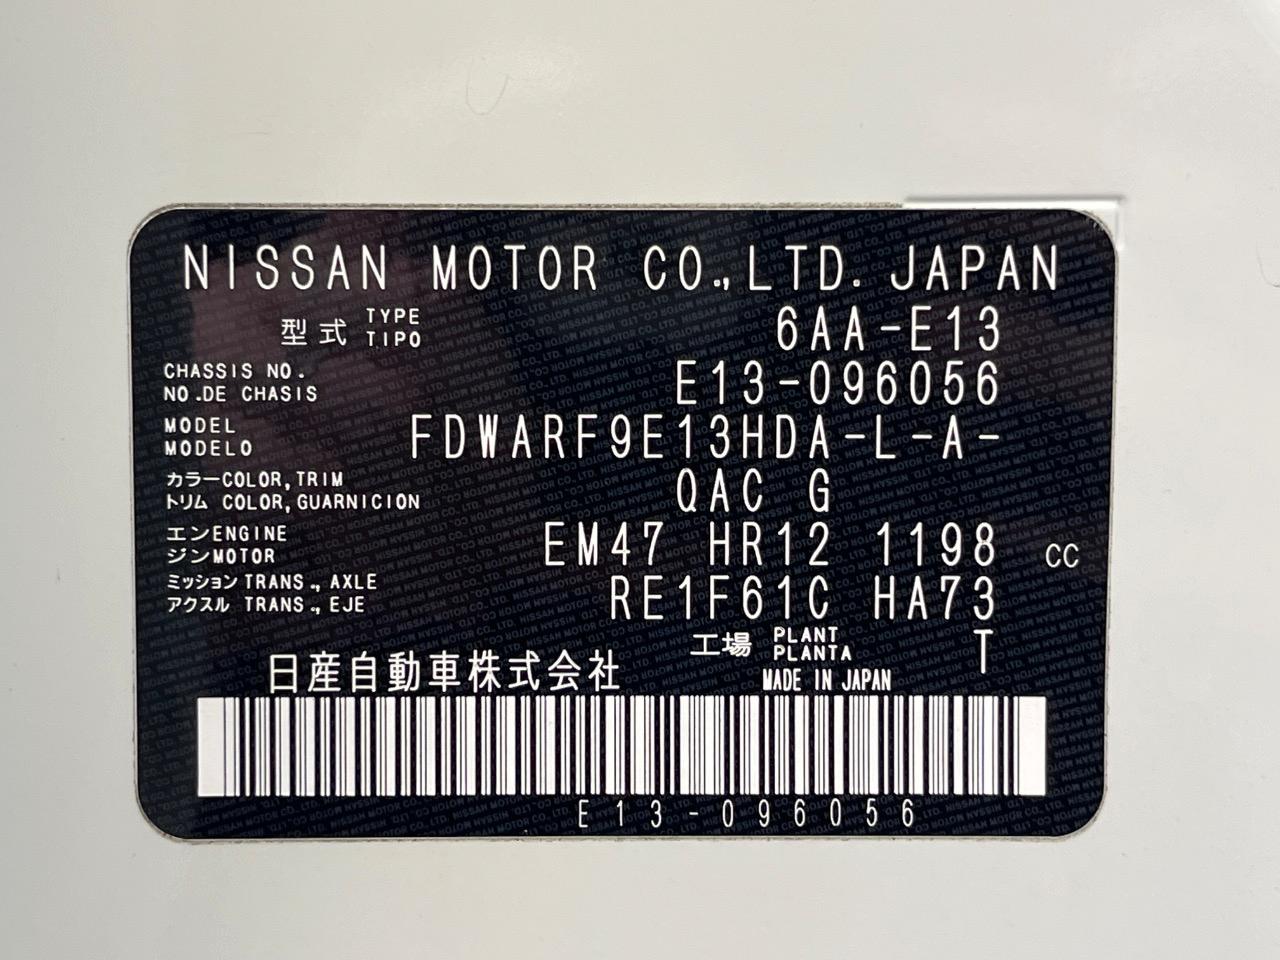 NISSAN MOTOR CO.,LTD. JAPAN
型式 TYPE TIPO 6AA-E13
CHASSIS NO. NO.DE CHASIS E13-096056
MODEL MODELO FDWARF9E13HDA-L-A-
カラー COLOR,TRIM トリム COLOR,GUARNICION QAC G
エン ENGINE ジン MOTOR EM47 HR12 1198 CC
ミッション TRANS., AXLE アクスル TRANS., EJE RE1F61C HA73
工場 PLANT PLANTA T
日産自動車株式会社 MADE IN JAPAN
E13-096056